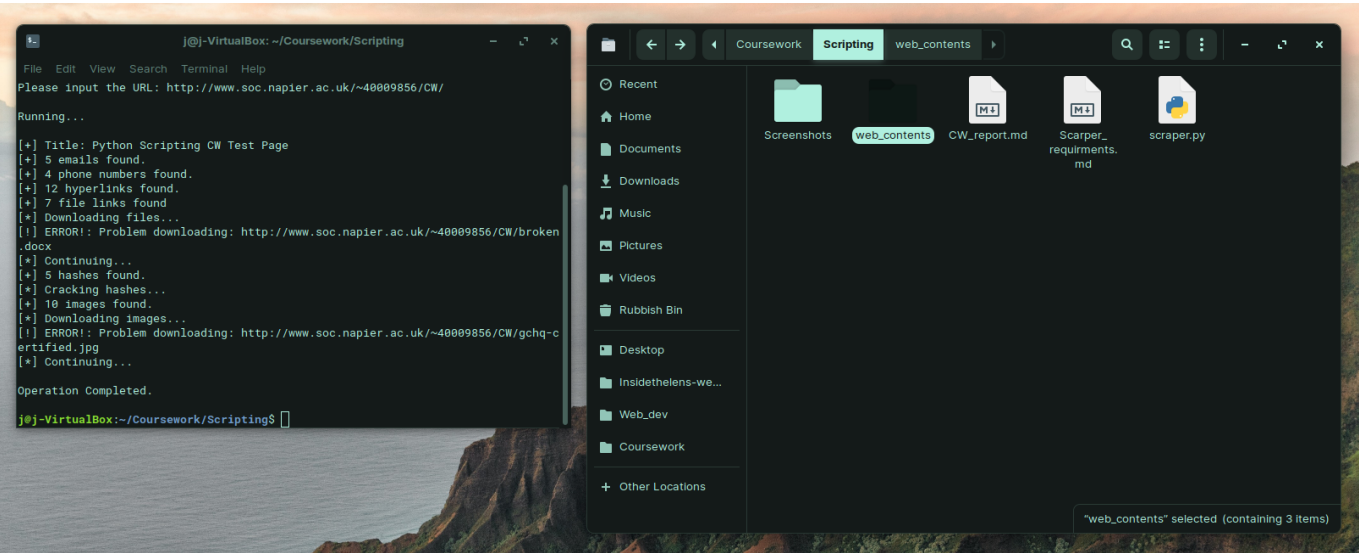 j@j-VirtualBox: ~/Coursework/Scripting
File Edit View Search Terminal Help
Please input the URL: http://www.soc.napier.ac.uk/~40009856/CW/
Running...
[+] Title: Python Scripting CW Test Page
[+] 5 emails found.
[+] 4 phone numbers found.
[+] 12 hyperlinks found.
[+] 7 file links found
[*] Downloading files...
[!] ERROR!: Problem downloading: http://www.soc.napier.ac.uk/~40009856/CW/broken
.docx
[*] Continuing...
[+] 5 hashes found.
[*] Cracking hashes...
[+] 10 images found.
[*] Downloading images...
[!] ERROR!: Problem downloading: http://www.soc.napier.ac.uk/~40009856/CW/gchq-c
ertified.jpg
[*] Continuing...
Operation Completed.
j@j-VirtualBox:~/Coursework/Scripting$
Coursework Scripting web_contents
Recent
Home
Documents
Downloads
Music
Pictures
Videos
Rubbish Bin
Desktop
Insidethelens-we...
Web_dev
Coursework
+ Other Locations
Screenshots
web_contents
M↓
CW_report.md
M↓
Scarper_
requirments.
md
scraper.py
"web_contents" selected (containing 3 items)